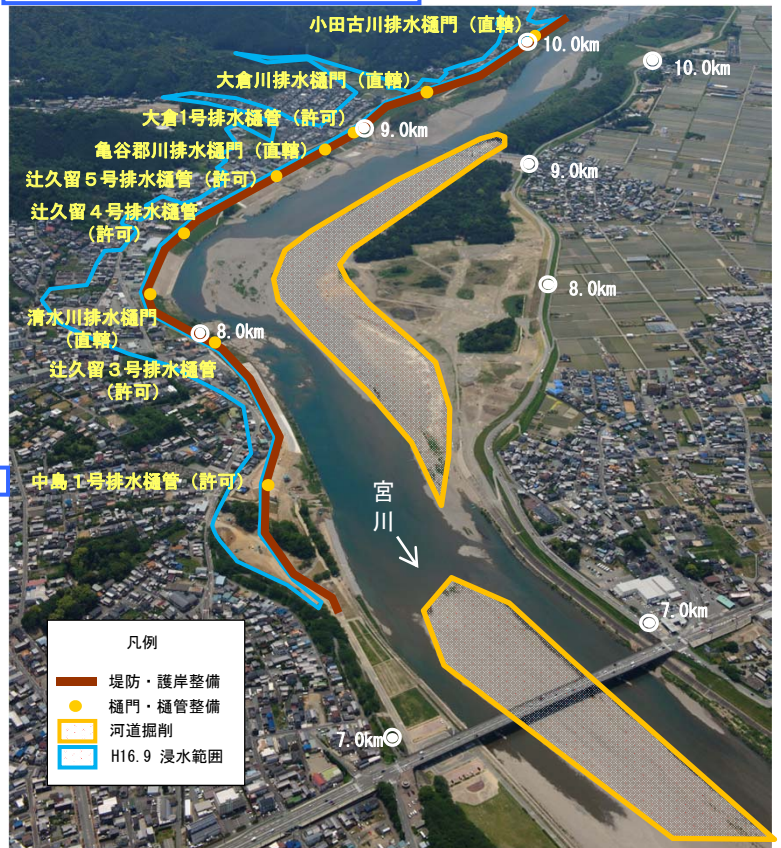 小田古川排水樋門（直轄）
10.0km
10.0km
大倉川排水樋門（直轄）
大倉1号排水樋管（許可）
9.0km
亀谷郡川排水樋門（直轄）
9.0km
辻久留５号排水樋管（許可）
辻久留４号排水樋管
（許可）
8.0km
清水川排水樋門
（直轄）
8.0km
辻久留３号排水樋管
（許可）
中島１号排水樋管（許可）
宮
川
7.0km
7.0km
凡例
堤防・護岸整備
樋門・樋管整備
河道掘削
H16.9 浸水範囲